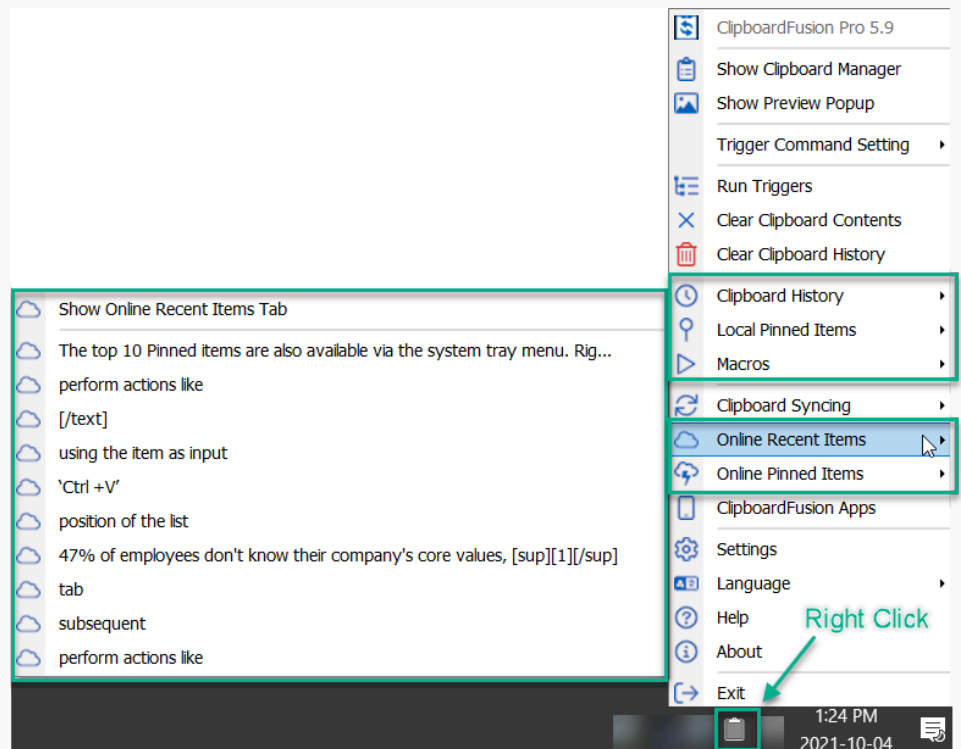 ClipboardFusion Pro 5.9
Show Clipboard Manager
Show Preview Popup
Trigger Command Setting
Run Triggers
Clear Clipboard Contents
Clear Clipboard History
Clipboard History
Local Pinned Items
Macros
Clipboard Syncing
Online Recent Items
Online Pinned Items
ClipboardFusion Apps
Settings
Language
Help
About
Exit
Show Online Recent Items Tab
The top 10 Pinned items are also available via the system tray menu. Rig...
perform actions like
[/text]
using the item as input
‘Ctrl +V’
position of the list
47% of employees don't know their company's core values, [sup][1][/sup]
tab
subsequent
perform actions like
Right Click
1:24 PM
2021-10-04